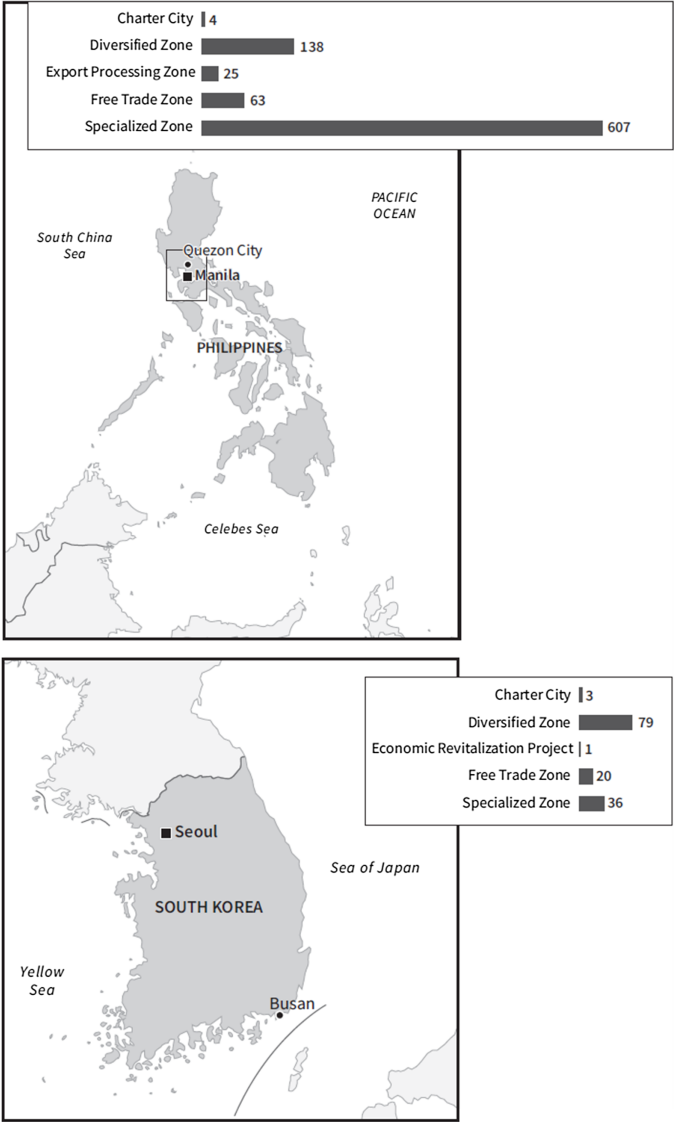 Charter City 4
Diversified Zone 138
Export Processing Zone 25
Free Trade Zone 63
Specialized Zone 607
PACIFIC
OCEAN
South China
Sea
Quezon City
Manila
PHILIPPINES
Celebes Sea
Charter City 3
Diversified Zone 79
Economic Revitalization Project 1
Free Trade Zone 20
Specialized Zone 36
Seoul
Sea of Japan
SOUTH KOREA
Yellow
Sea
Busan